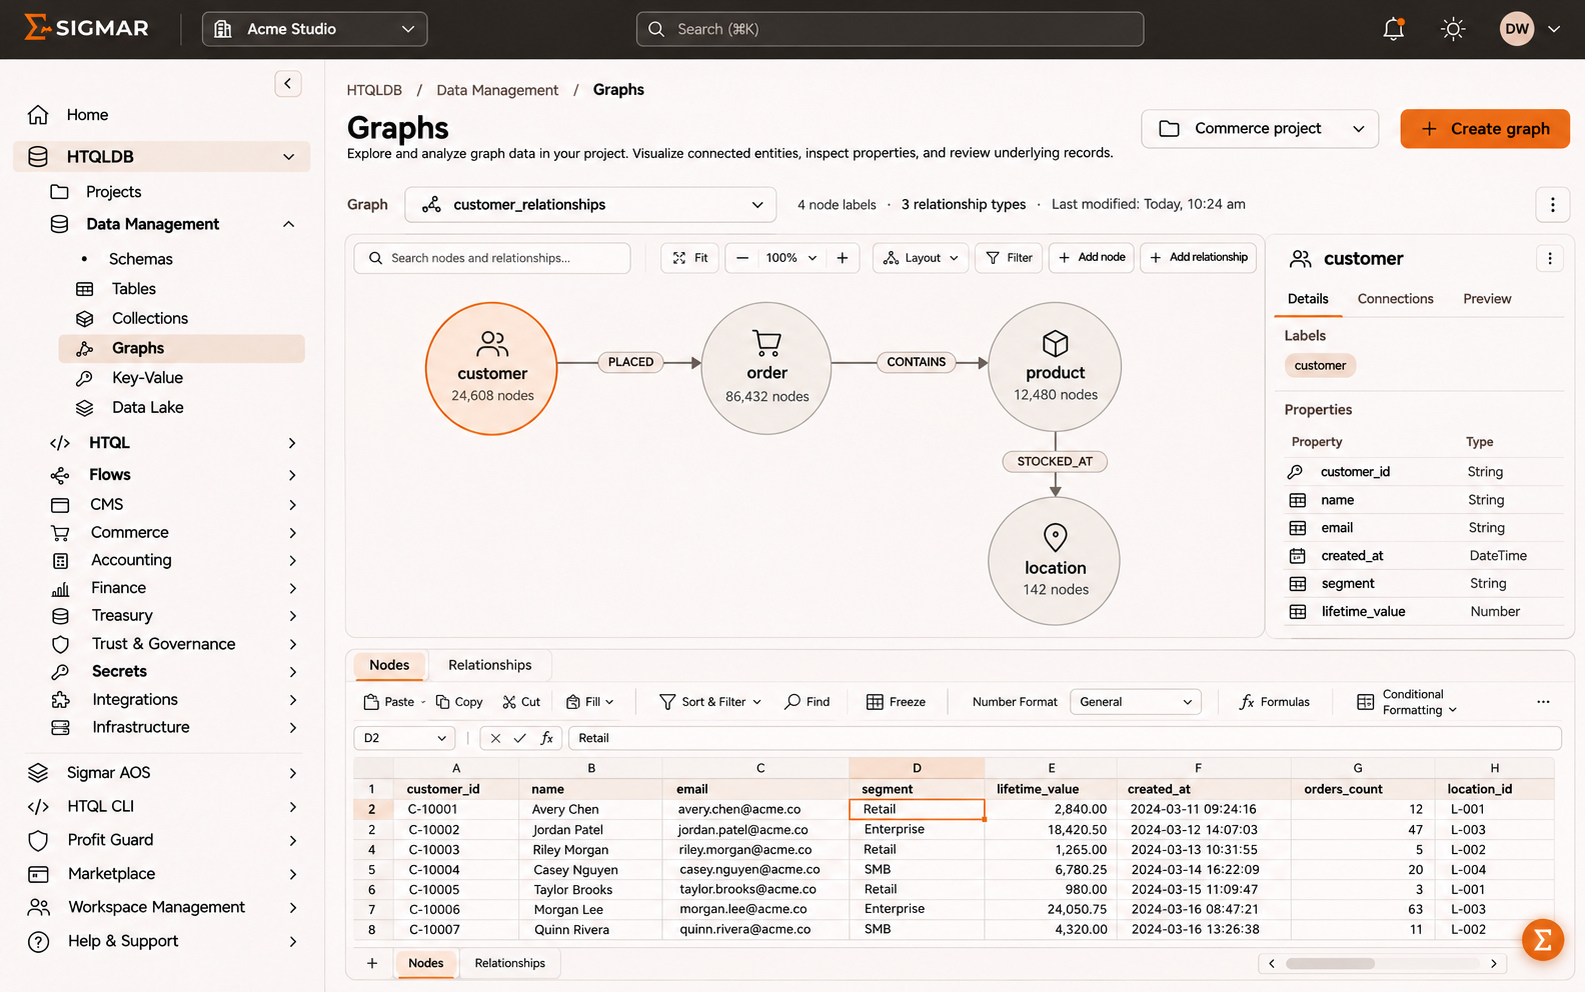 SIGMAR
Acme Studio
Search (⌘K)
DW
Home
HTQLDB
Projects
Data Management
Schemas
Tables
Collections
Graphs
Key-Value
Data Lake
HTQL
Flows
CMS
Commerce
Accounting
Finance
Treasury
Trust & Governance
Secrets
Integrations
Infrastructure
Sigmar AOS
HTQL CLI
Profit Guard
Marketplace
Workspace Management
Help & Support
HTQLDB / Data Management / Graphs
Graphs
Explore and analyze graph data in your project. Visualize connected entities, inspect properties, and review underlying records.
Commerce project
+ Create graph
Graph customer_relationships 4 node labels · 3 relationship types · Last modified: Today, 10:24 am
Search nodes and relationships... Fit — 100% + Layout Filter + Add node + Add relationship
customer
24,608 nodes
PLACED
order
86,432 nodes
CONTAINS
product
12,480 nodes
STOCKED_AT
location
142 nodes
customer
Details Connections Preview
Labels
customer
Properties
Property Type
customer_id String
name String
email String
created_at DateTime
segment String
lifetime_value Number
Nodes Relationships
Paste Copy Cut Fill Sort & Filter Find Freeze Number Format General fx Formulas Conditional Formatting ...
D2 fx Retail
A B C D E F G H
1 customer_id name email segment lifetime_value created_at orders_count location_id
2 C-10001 Avery Chen avery.chen@acme.co Retail 2,840.00 2024-03-11 09:24:16 12 L-001
2 C-10002 Jordan Patel jordan.patel@acme.co Enterprise 18,420.50 2024-03-12 14:07:03 47 L-003
4 C-10003 Riley Morgan riley.morgan@acme.co Retail 1,265.00 2024-03-13 10:31:55 5 L-002
5 C-10004 Casey Nguyen casey.nguyen@acme.co SMB 6,780.25 2024-03-14 16:22:09 20 L-004
6 C-10005 Taylor Brooks taylor.brooks@acme.co Retail 980.00 2024-03-15 11:09:47 3 L-001
7 C-10006 Morgan Lee morgan.lee@acme.co Enterprise 24,050.75 2024-03-16 08:47:21 63 L-003
8 C-10007 Quinn Rivera quinn.rivera@acme.co SMB 4,320.00 2024-03-16 13:26:38 11 L-002
+ Nodes Relationships
Σ